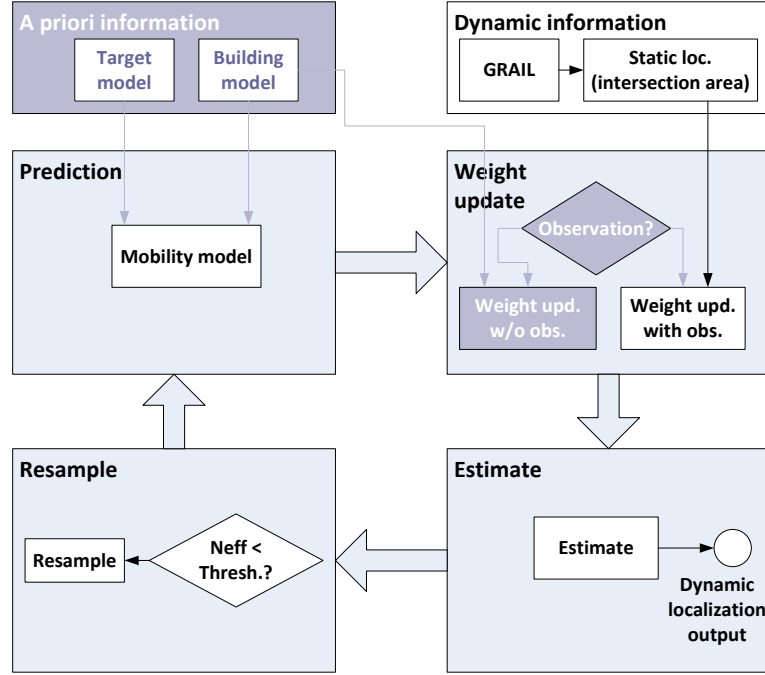 A priori information
Target
model
Building
model
Dynamic information
GRAIL
Static loc.
(intersection area)
Prediction
Mobility model
Weight
update
Observation?
Weight upd.
w/o obs.
Weight upd.
with obs.
Resample
Resample
Neff <
Thresh.?
Estimate
Estimate
Dynamic
localization
output